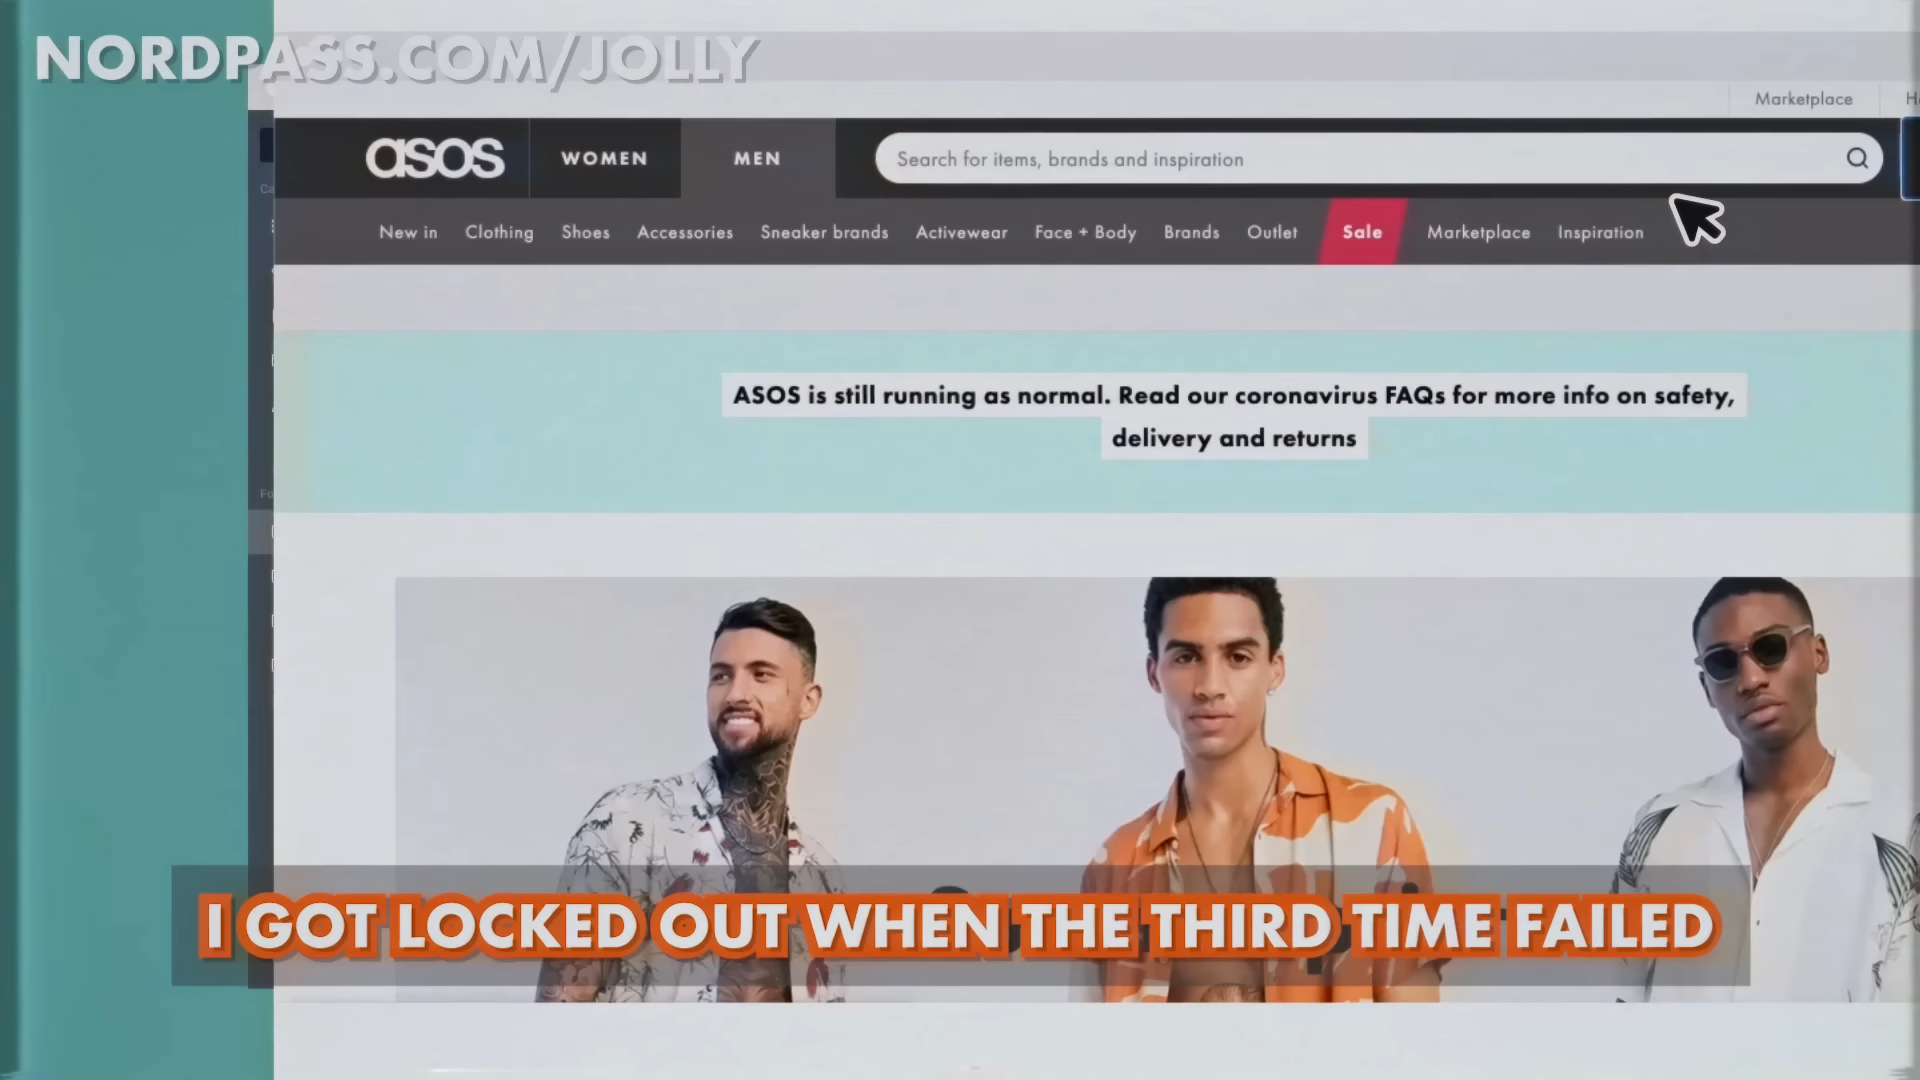 NORDPASS.COM/JOLLY
Marketplace
asos
WOMEN
MEN
Search for items, brands and inspiration
New in
Clothing
Shoes
Accessories
Sneaker brands
Activewear
Face + Body
Brands
Outlet
Sale
Marketplace
Inspiration
ASOS is still running as normal. Read our coronavirus FAQs for more info on safety,
delivery and returns
I GOT LOCKED OUT WHEN THE THIRD TIME FAILED